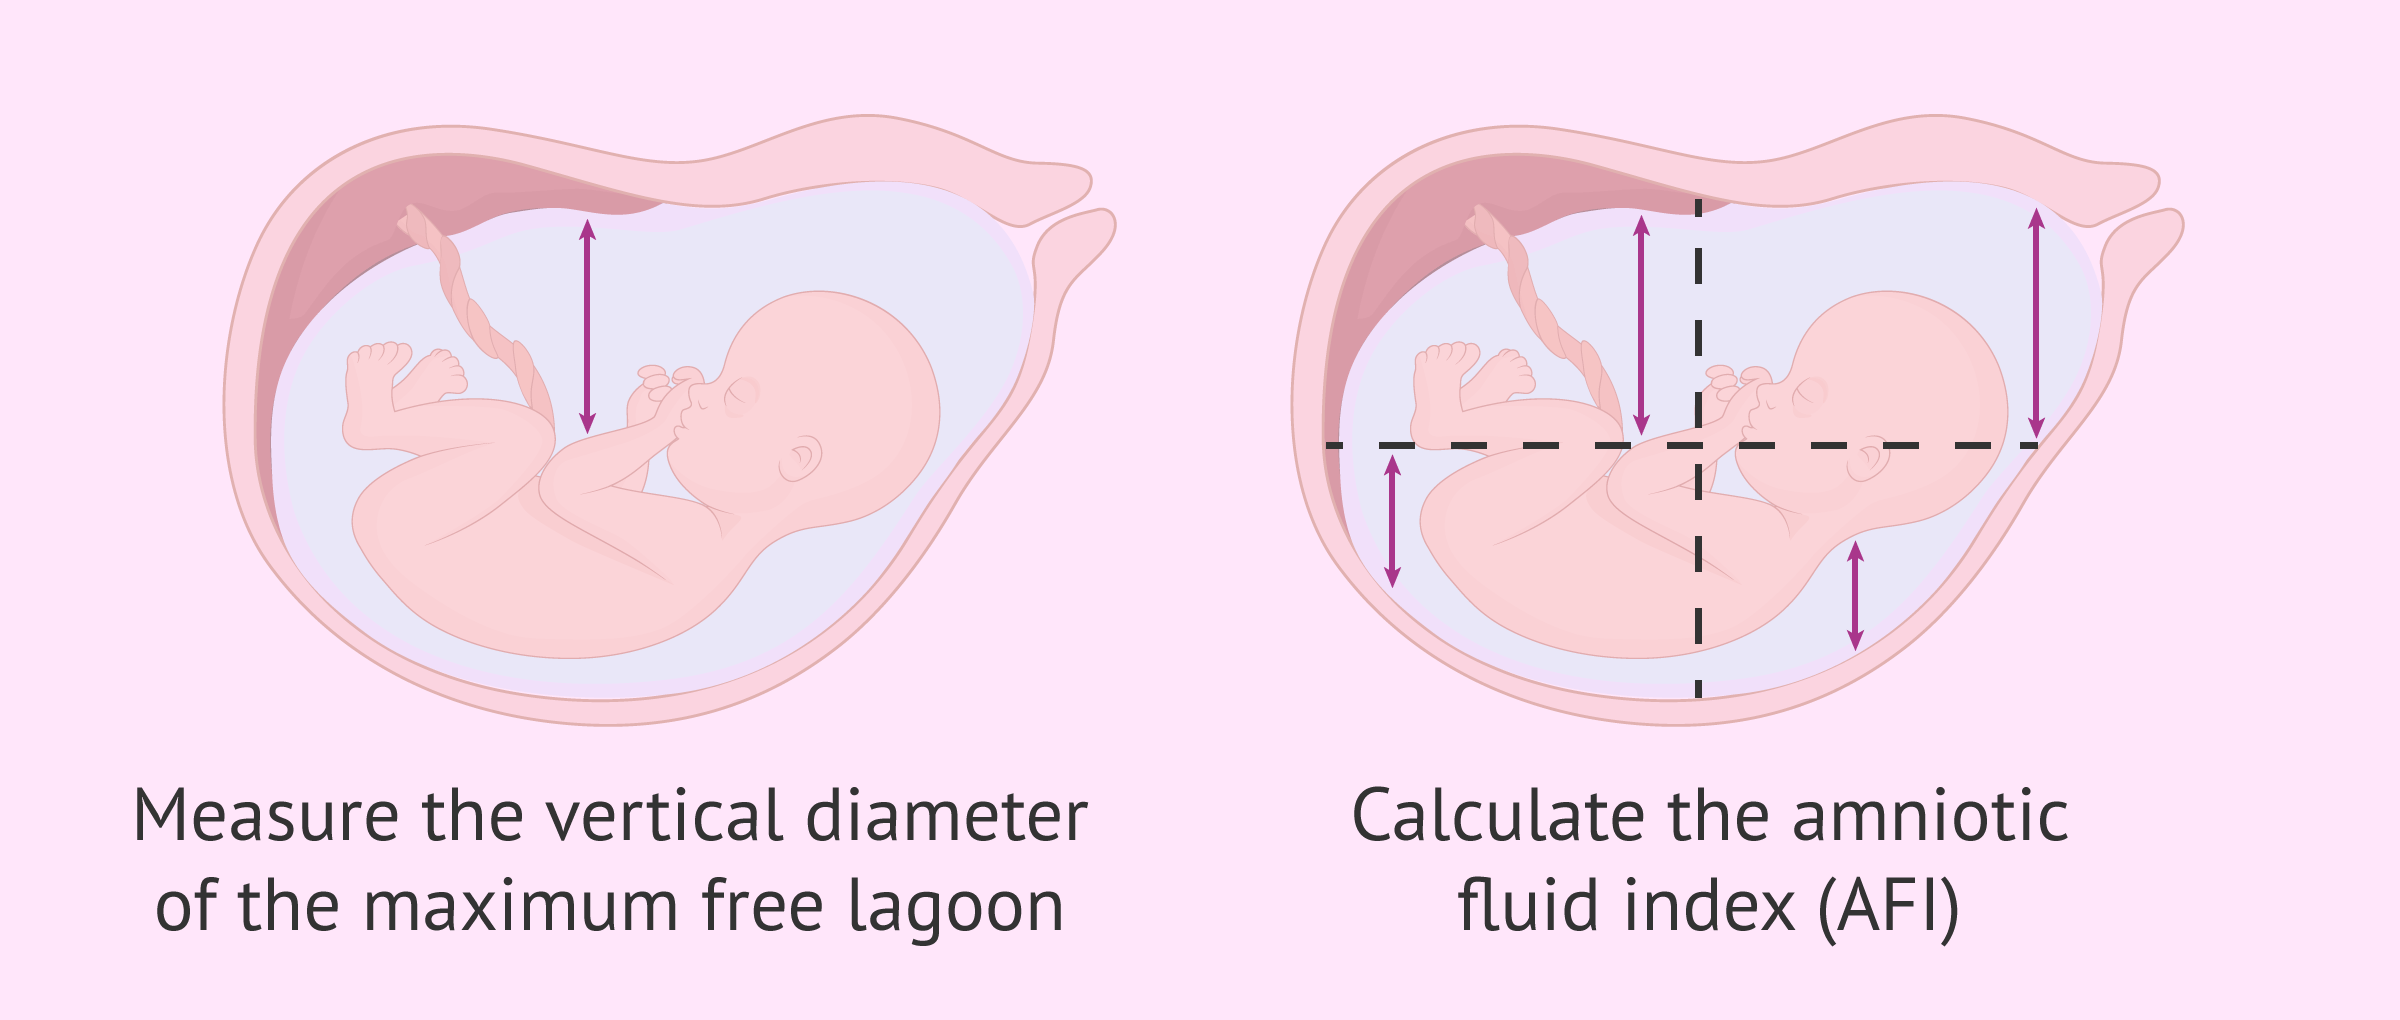 Measure the vertical diameter
of the maximum free lagoon
Calculate the amniotic
fluid index (AFI)